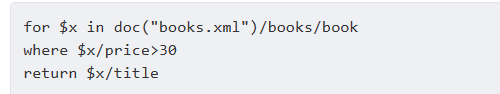 for $x in doc("books.xml")/books/book
where $x/price>30
return $x/title